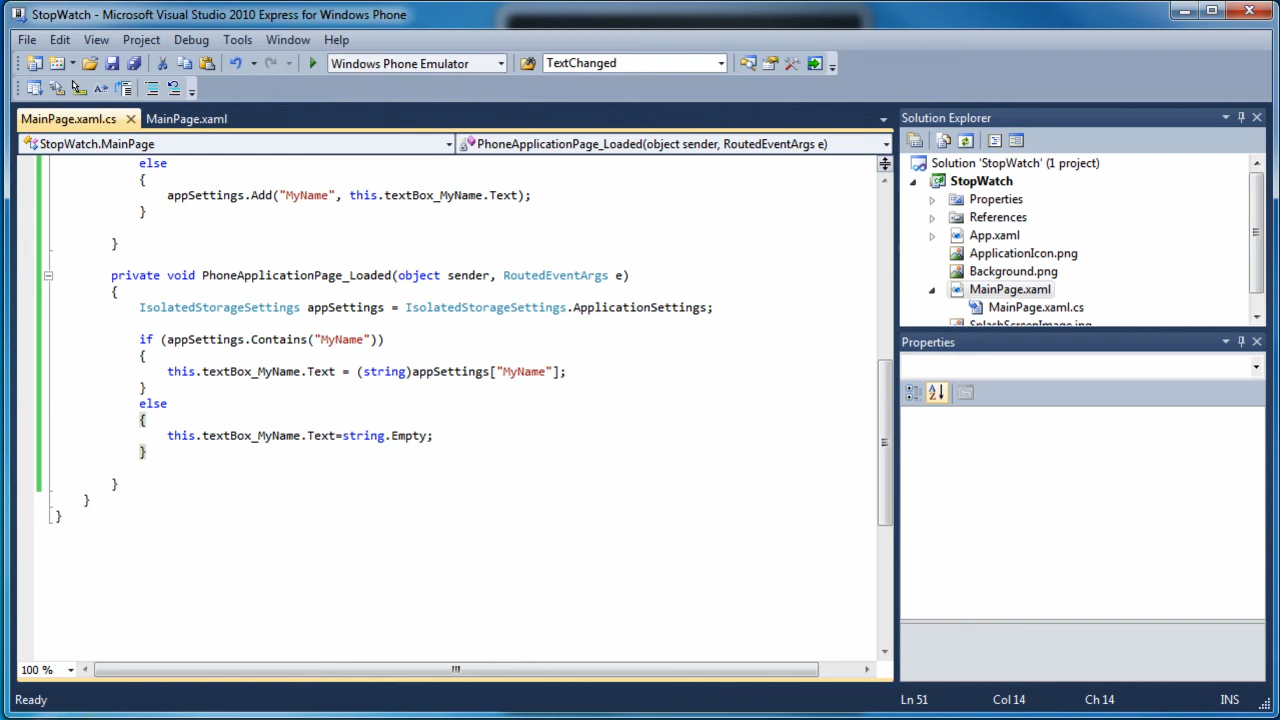 StopWatch - Microsoft Visual Studio 2010 Express for Windows Phone
File Edit View Project Debug Tools Window Help
Windows Phone Emulator TextChanged
MainPage.xaml.cs MainPage.xaml
StopWatch.MainPage PhoneApplicationPage_Loaded(object sender, RoutedEventArgs e)
else
{
appSettings.Add("MyName", this.textBox_MyName.Text);
}
}
private void PhoneApplicationPage_Loaded(object sender, RoutedEventArgs e)
{
IsolatedStorageSettings appSettings = IsolatedStorageSettings.ApplicationSettings;
if (appSettings.Contains("MyName"))
{
this.textBox_MyName.Text = (string)appSettings["MyName"];
}
else
{
this.textBox_MyName.Text=string.Empty;
}
}
}
}
100 %
Solution Explorer
Solution 'StopWatch' (1 project)
StopWatch
Properties
References
App.xaml
ApplicationIcon.png
Background.png
MainPage.xaml
MainPage.xaml.cs
SplashScreenImage.jpg
Properties
Ready Ln 51 Col 14 Ch 14 INS